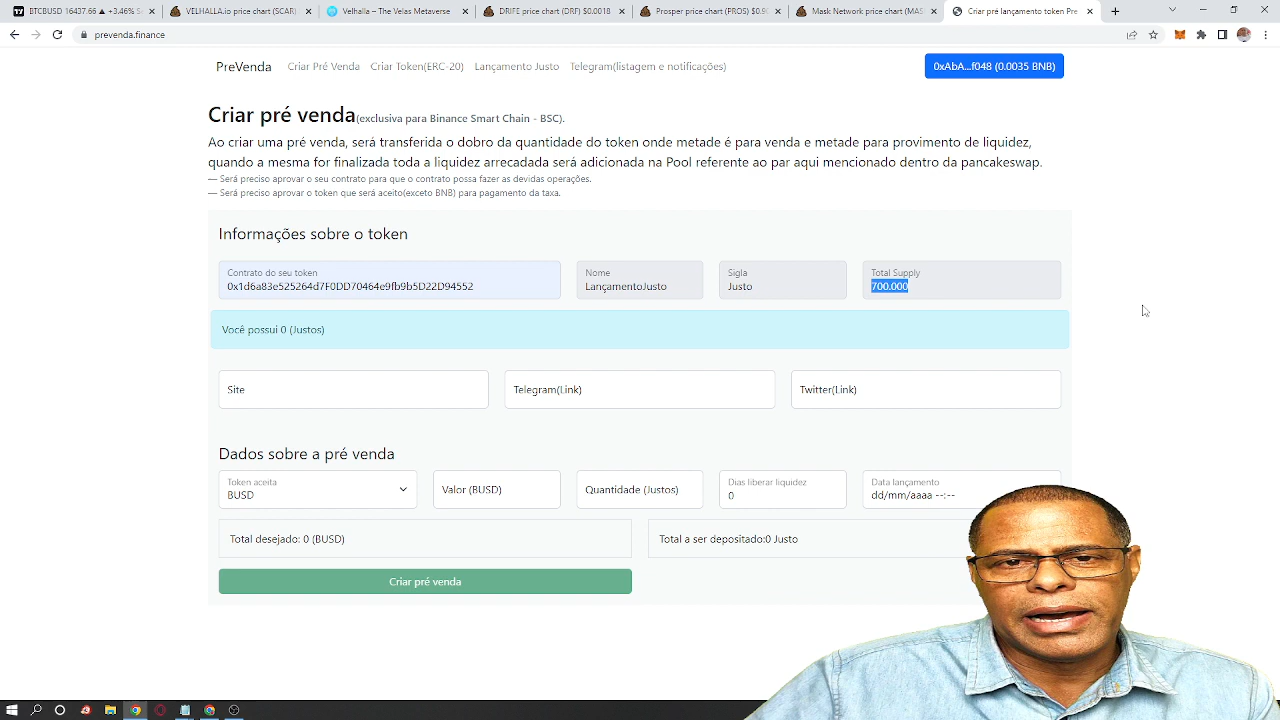 BTCBUSD 16437.66 ▲ +3.46% S
VELHALLA.io price chart (SCAR)
Velhalla – The Velas Metaverse
DRIFE price chart (DRF) $0.0018
Prosper price chart (PROS) $0.
Mask Network price chart (MAS
Criar pré lançamento token Pre
prevenda.finance
PreVenda
Criar Pré Venda
Criar Token(ERC-20)
Lançamento Justo
Telegram(listagem e notificações)
0xAbA...f048 (0.0035 BNB)
Criar pré venda(exclusiva para Binance Smart Chain - BSC).
Ao criar uma pré venda, será transferida o dobro da quantidade do token onde metade é para venda e metade para provimento de líquidez,
quando a mesma for finalizada toda a liquidez arrecadada será adicionada na Pool referente ao par aqui mencionado dentro da pancakeswap.
— Será preciso aprovar o seu contrato para que o contrato possa fazer as devidas operações.
— Será preciso aprovar o token que será aceito(exceto BNB) para pagamento da taxa.
Informações sobre o token
Contrato do seu token
0x1d6a83e525264d7F0DD70464e9fb9b5D22D94552
Nome
LançamentoJusto
Sigla
Justo
Total Supply
700.000
Você possui 0 (Justos)
Site
Telegram(Link)
Twitter(Link)
Dados sobre a pré venda
Token aceita
BUSD
Valor (BUSD)
Quantidade (Justos)
Dias liberar liquidez
0
Data lançamento
dd/mm/aaaa --:--
Total desejado: 0 (BUSD)
Total a ser depositado:0 Justo
Criar pré venda